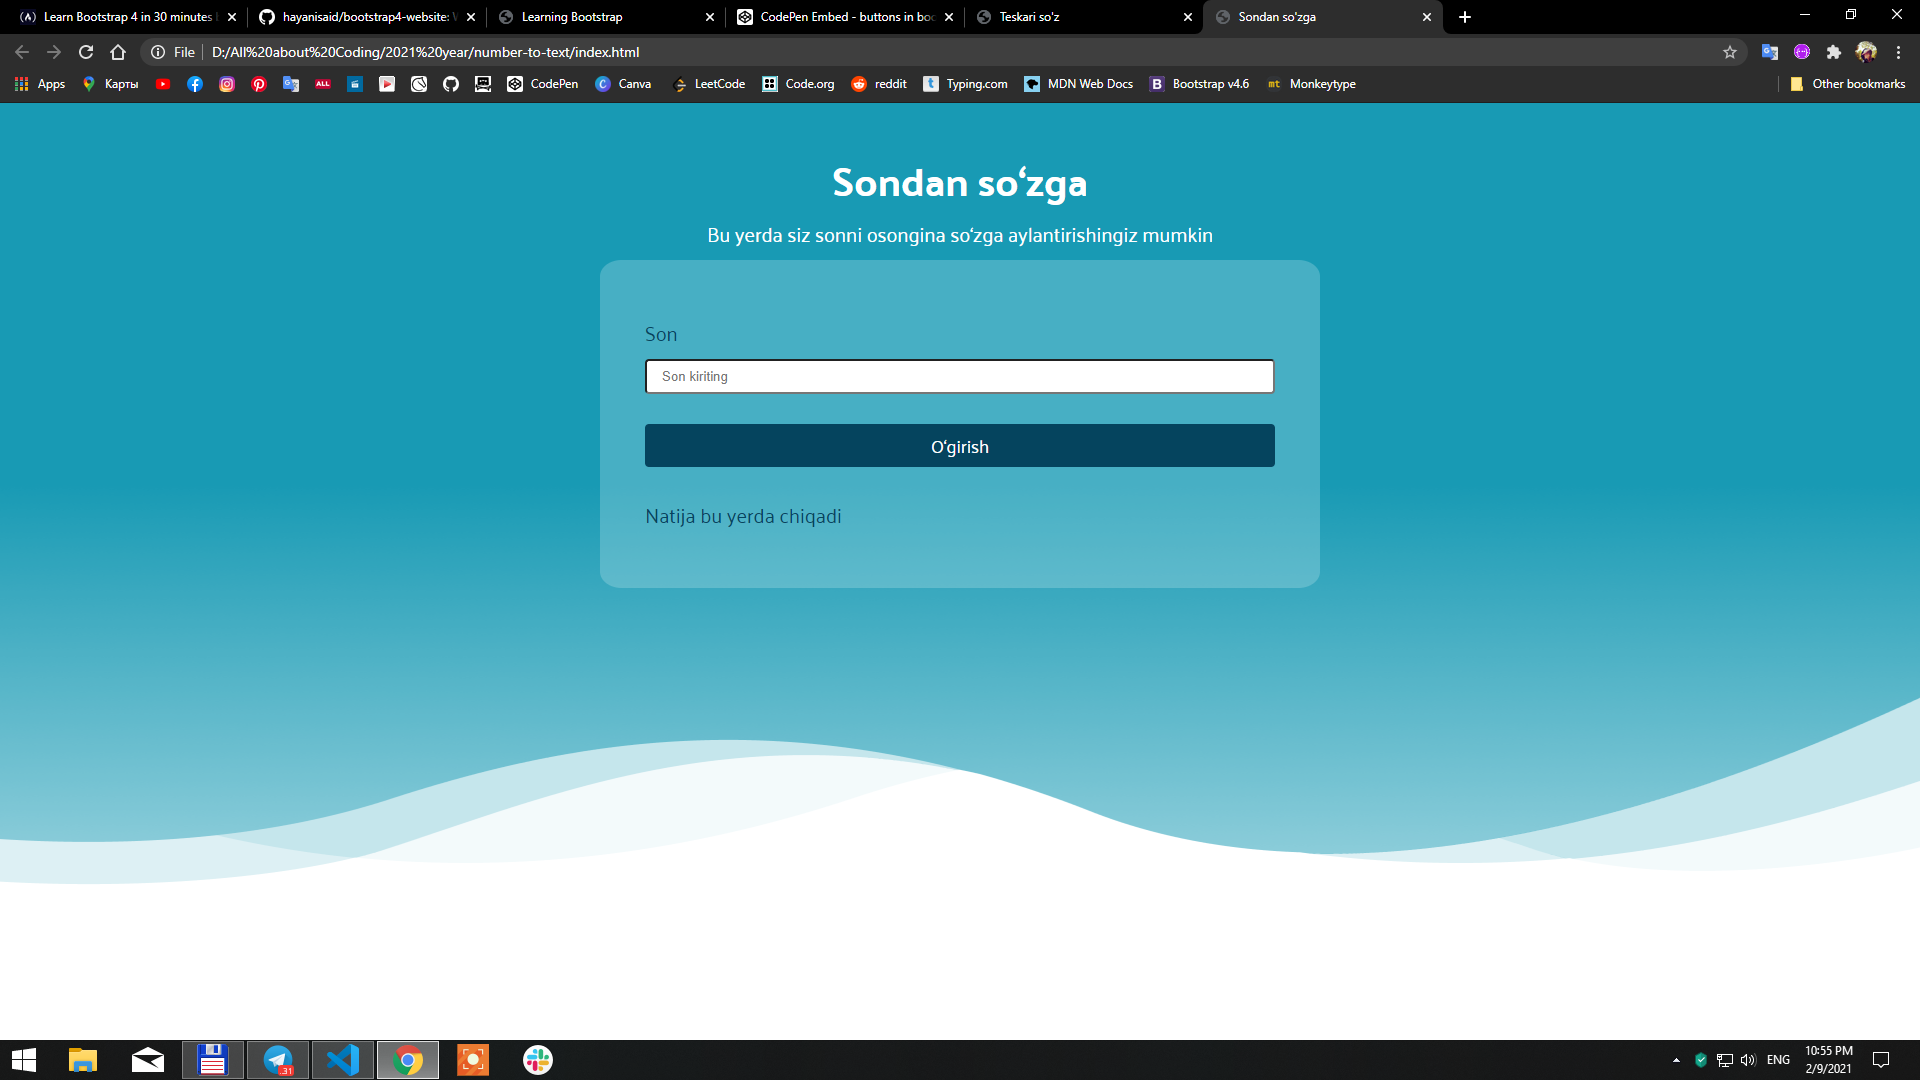 Learn Bootstrap 4 in 30 minutes
hayanisaid/bootstrap4-website:
Learning Bootstrap
CodePen Embed - buttons in
Teskari so'z
Sondan so'zga
File
D:/All%20about%20Coding/2021%20year/number-to-text/index.html
Apps
Карты
ALL
CodePen
Canva
LeetCode
Code.org
reddit
Typing.com
MDN Web Docs
Bootstrap v4.6
mt Monkeytype
Other bookmarks
Sondan so‘zga
Bu yerda siz sonni osongina so‘zga aylantirishingiz mumkin
Son
Son kiriting
O‘girish
Natija bu yerda chiqadi
.31
ENG
10:55 PM
2/9/2021